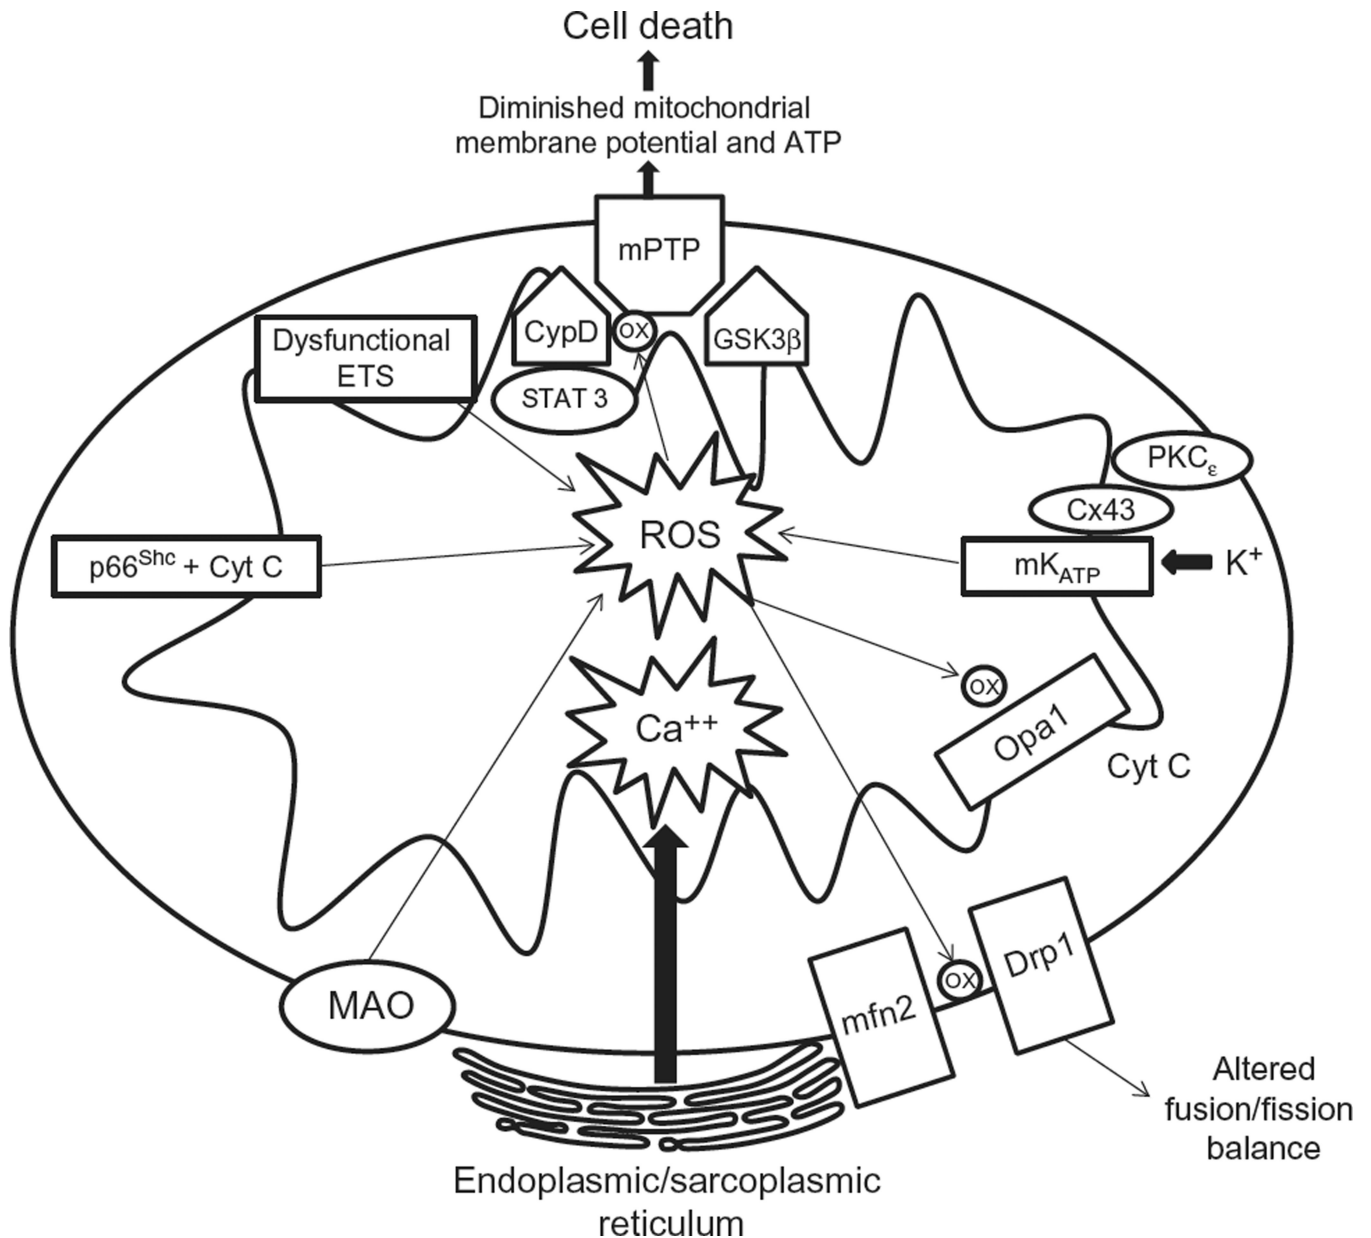 Cell death
Diminished mitochondrial
membrane potential and ATP
mPTP
Dysfunctional
ETS
CypD
OX
GSK3β
STAT 3
PKCε
Cx43
ROS
p66Shc + Cyt C
mKATP
K+
OX
Opa1
Ca++
Cyt C
Drp1
OX
mfn2
MAO
Altered
fusion/fission
balance
Endoplasmic/sarcoplasmic
reticulum